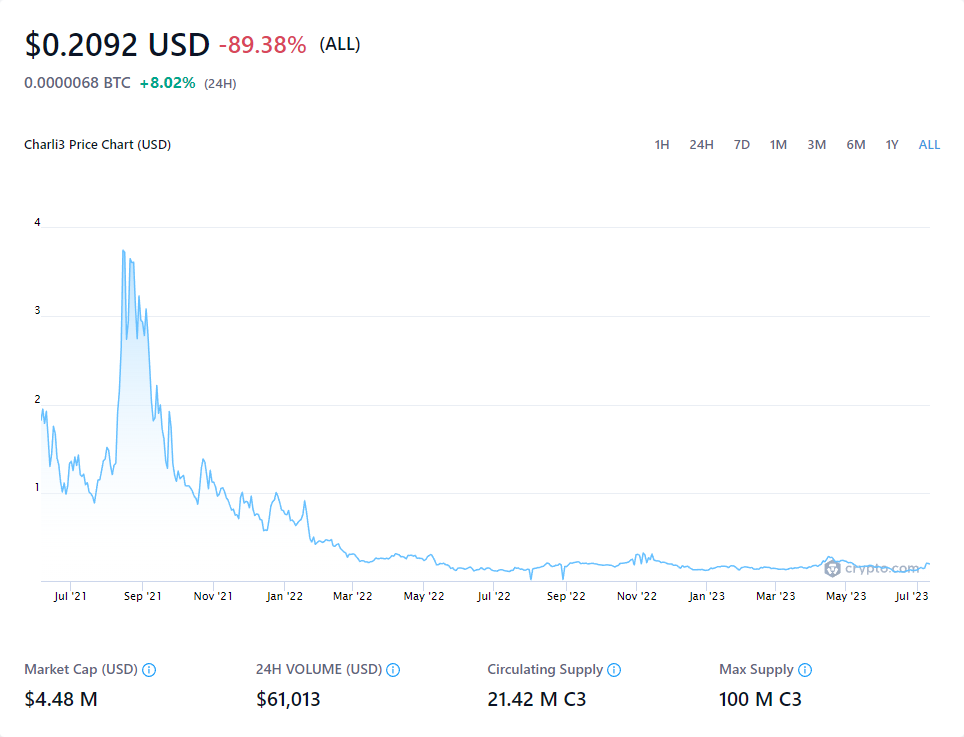 $0.2092 USD -89.38% (ALL)
0.0000068 BTC +8.02% (24H)
Charli3 Price Chart (USD) 1H 24H 7D 1M 3M 6M 1Y ALL
4
3
2
1
crypto.com
Jul '21 Sep '21 Nov '21 Jan '22 Mar '22 May '22 Jul '22 Sep '22 Nov '22 Jan '23 Mar '23 May '23 Jul '23
Market Cap (USD) 24H VOLUME (USD) Circulating Supply Max Supply
$4.48 M $61,013 21.42 M C3 100 M C3